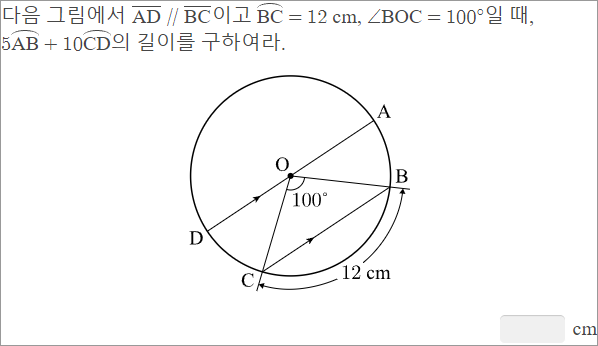 다음 그림에서 AD // BC이고 BC = 12 cm, ∠BOC = 100°일 때,
5AB + 10CD의 길이를 구하여라.
A
O
B
100°
D
C
12 cm
cm